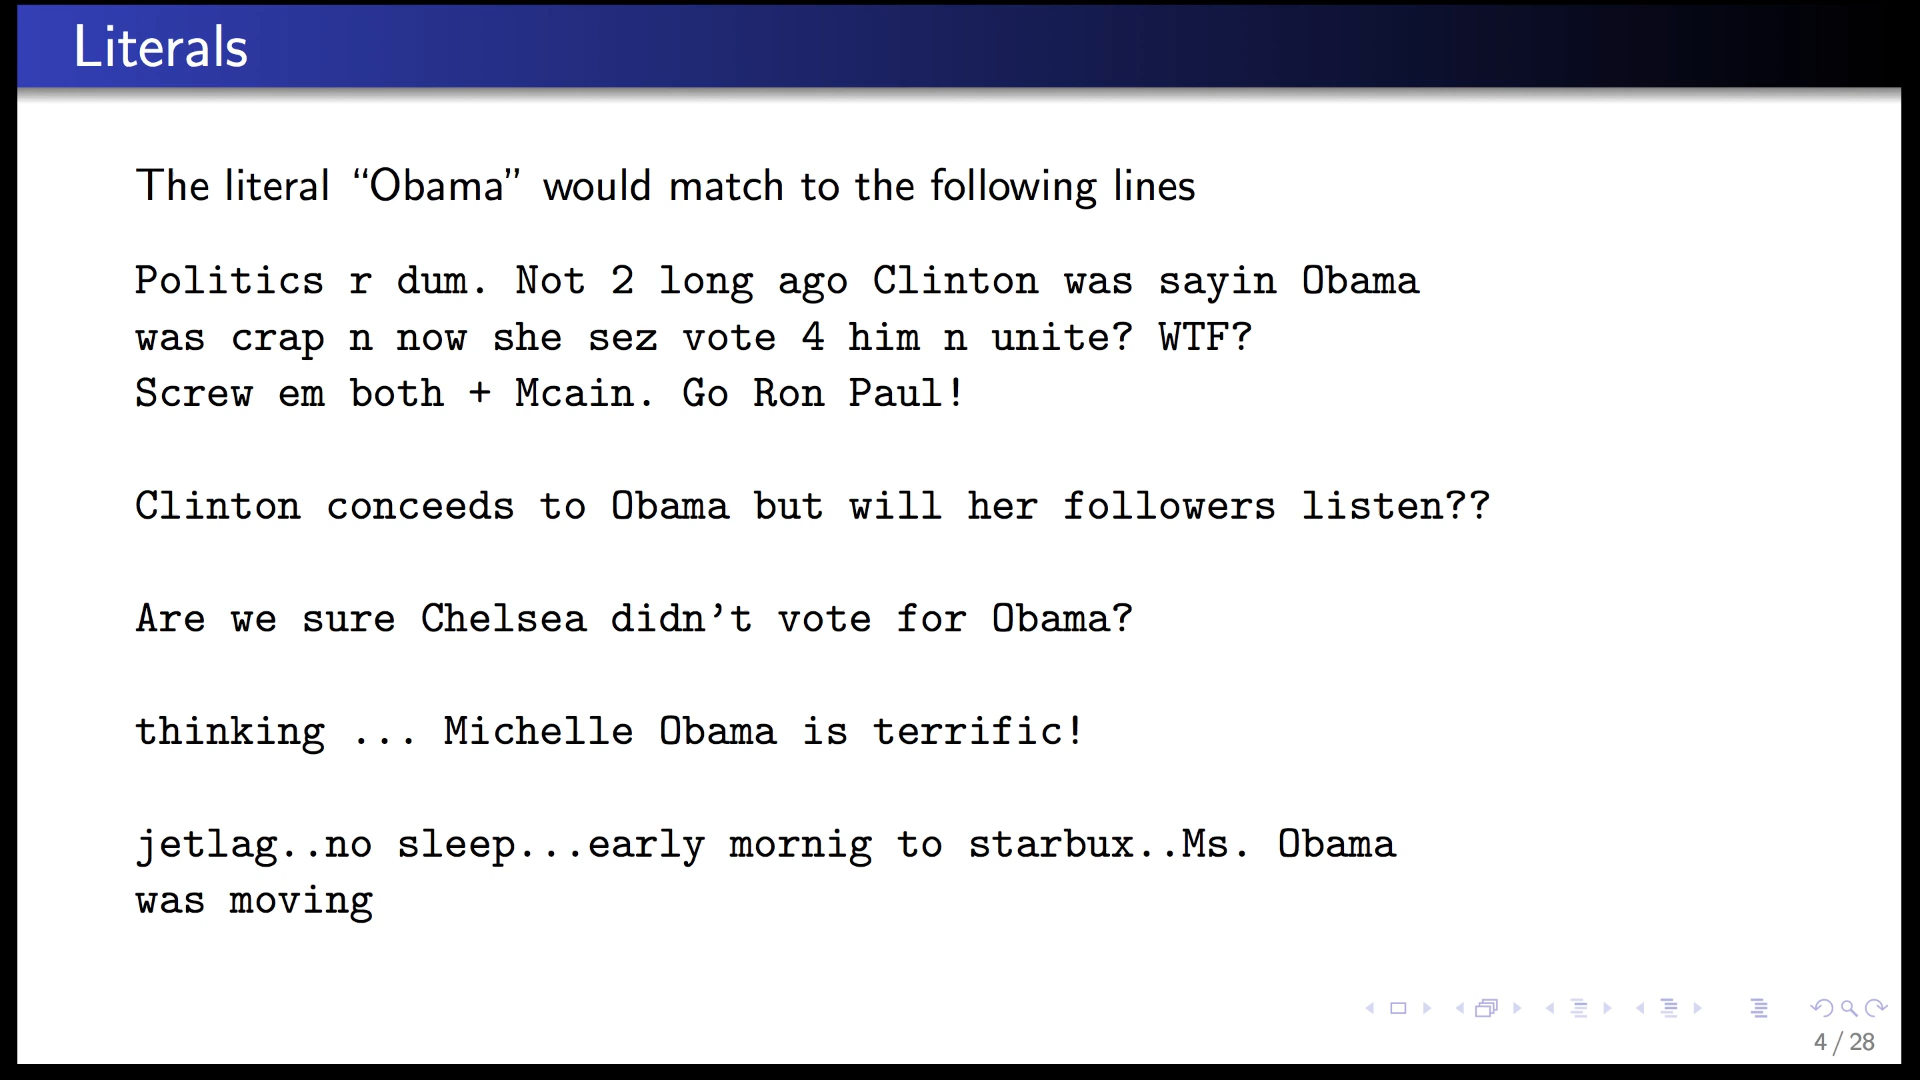 Literals
The literal “Obama” would match to the following lines
Politics r dum. Not 2 long ago Clinton was sayin Obama
was crap n now she sez vote 4 him n unite? WTF?
Screw em both + Mcain. Go Ron Paul!
Clinton conceeds to Obama but will her followers listen??
Are we sure Chelsea didn’t vote for Obama?
thinking ... Michelle Obama is terrific!
jetlag..no sleep...early mornig to starbux..Ms. Obama
was moving
4 / 28